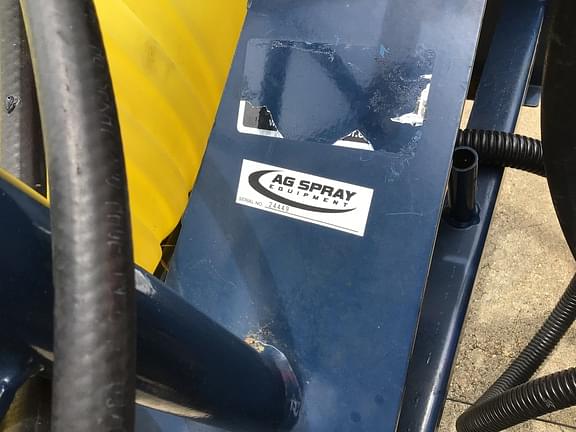 AG SPRAY
EQUIPMENT
SERIAL NO. 24449